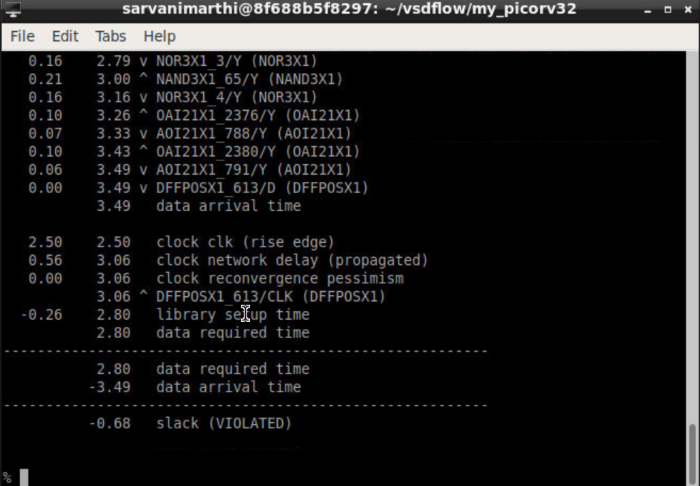 sarvanimarthi@8f688b5f8297: ~/vsdflow/my_picorv32
File Edit Tabs Help
0.16 2.79 v NOR3X1_3/Y (NOR3X1)
0.21 3.00 ^ NAND3X1_65/Y (NAND3X1)
0.16 3.16 v NOR3X1_4/Y (NOR3X1)
0.10 3.26 ^ OAI21X1_2376/Y (OAI21X1)
0.07 3.33 v AOI21X1_788/Y (AOI21X1)
0.10 3.43 ^ OAI21X1_2380/Y (OAI21X1)
0.06 3.49 v AOI21X1_791/Y (AOI21X1)
0.00 3.49 v DFFPOSX1_613/D (DFFPOSX1)
3.49 data arrival time
2.50 2.50 clock clk (rise edge)
0.56 3.06 clock network delay (propagated)
0.00 3.06 clock reconvergence pessimism
3.06 ^ DFFPOSX1_613/CLK (DFFPOSX1)
-0.26 2.80 library setup time
2.80 data required time
---------------------------------------------------------
2.80 data required time
-3.49 data arrival time
---------------------------------------------------------
-0.68 slack (VIOLATED)
%